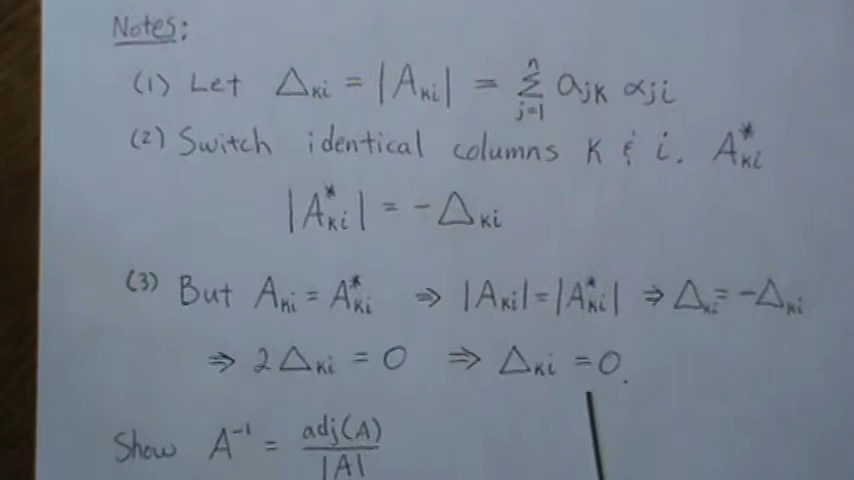 Notes:
(1) Let Δ_ki = |A_ki| = Σ_{j=1}^{n} a_jk α_ji
(2) Switch identical columns K & i. A*_ki
|A*_ki| = -Δ_ki
(3) But A_ki = A*_ki ⇒ |A_ki| = |A*_ki| ⇒ Δ_ki = -Δ_ki
⇒ 2Δ_ki = 0 ⇒ Δ_ki = 0.
Show A⁻¹ = adj(A) / |A|